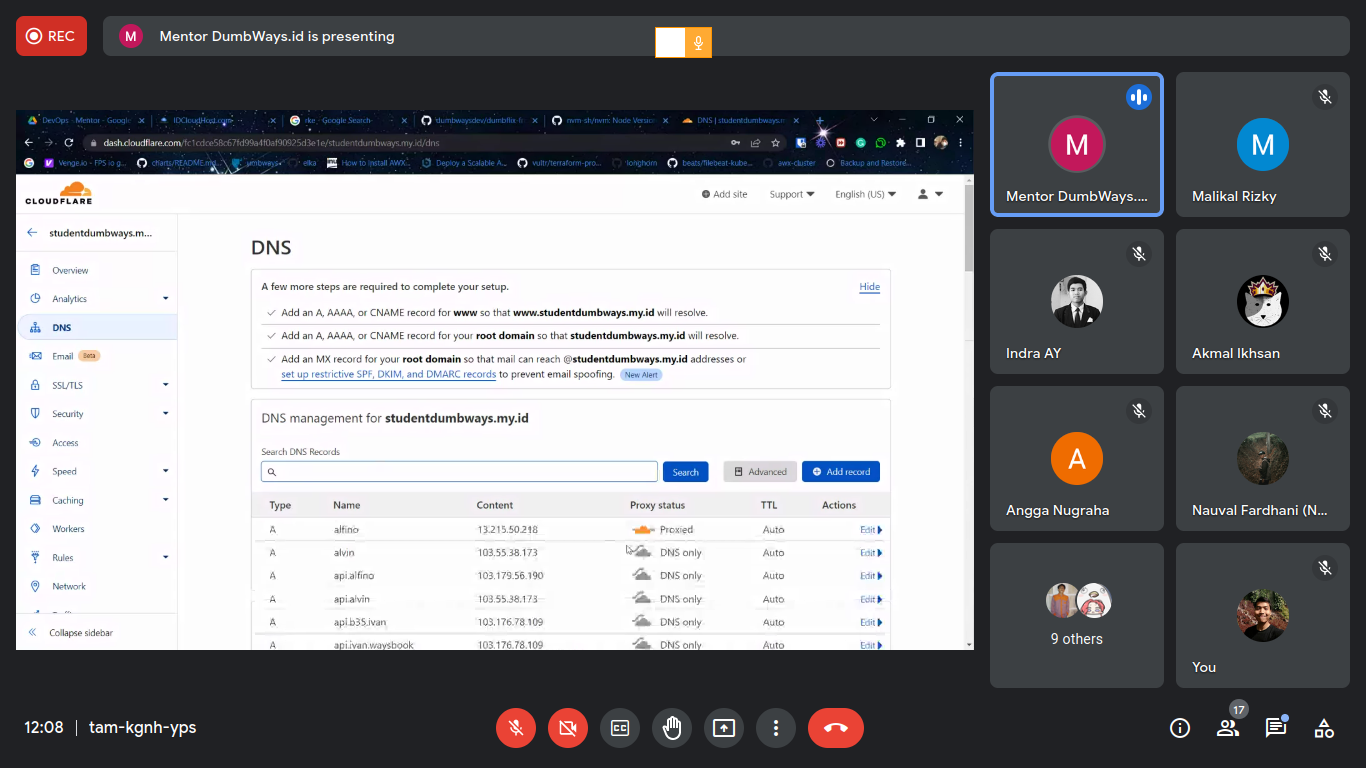 REC
M
Mentor DumbWays.id is presenting
DevOps - Mentor - Google
IDCloudHost.com
rke - Google Search
dumbwaysdev/dumbflix-f
nvm-sh/nvm: Node Versio
DNS | studentdumbways.m
dash.cloudflare.com/fc1cdce58c67fd99a4f0af90925d3e1e/studentdumbways.my.id/dns
Venge.io - FPS io g...
charts/README.md...
umbways
elka
How to Install AWX...
Deploy a Scalable A...
vultr/terraform-pro...
longhorn
beats/filebeat-kube...
awx-cluster
Backup and Restore...
CLOUDFLARE
Add site
Support
English (US)
studentdumbways.m...
Overview
Analytics
DNS
Email Beta
SSL/TLS
Security
Access
Speed
Caching
Workers
Rules
Network
Collapse sidebar
DNS
A few more steps are required to complete your setup.
Hide
Add an A, AAAA, or CNAME record for www so that www.studentdumbways.my.id will resolve.
Add an A, AAAA, or CNAME record for your root domain so that studentdumbways.my.id will resolve.
Add an MX record for your root domain so that mail can reach @studentdumbways.my.id addresses or
set up restrictive SPF, DKIM, and DMARC records to prevent email spoofing. New Alert
DNS management for studentdumbways.my.id
Search DNS Records
Search
Advanced
Add record
Type Name Content Proxy status TTL Actions
A alfino 13.215.50.218 Proxied Auto Edit
A alvin 103.55.38.173 DNS only Auto Edit
A api.alfino 103.179.56.190 DNS only Auto Edit
A api.alvin 103.55.38.173 DNS only Auto Edit
A api.b35.ivan 103.176.78.109 DNS only Auto Edit
A api.ivan.waysbook 103.176.78.109 DNS only Auto Edit
M
Mentor DumbWays....
M
Malikal Rizky
Indra AY
Akmal Ikhsan
A
Angga Nugraha
Nauval Fardhani (N...
9 others
You
12:08
tam-kgnh-yps
17